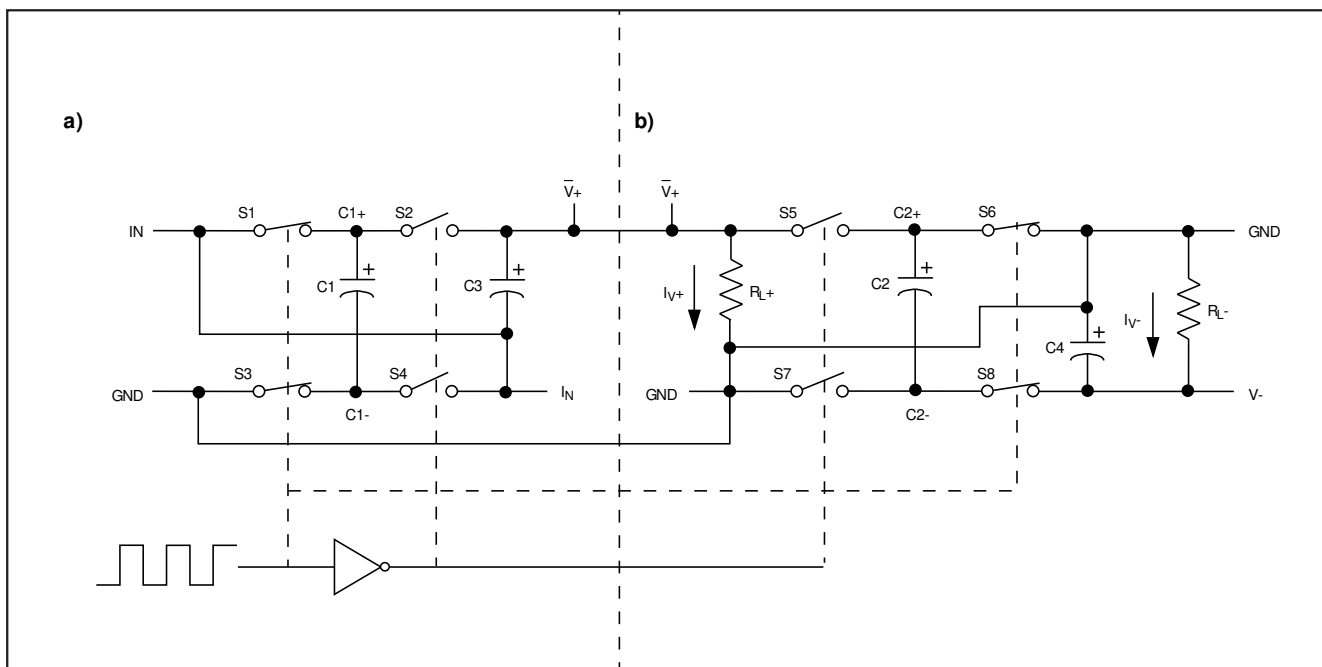 a)
b)
V̅+
V̅+
S1
C1+
S2
S5
C2+
S6
IN
GND
+
+
+
C1
C3
IV+
RL+
C2
+
IV-
RL-
C4
S3
S4
S7
S8
GND
IN
GND
V-
C1-
C2-